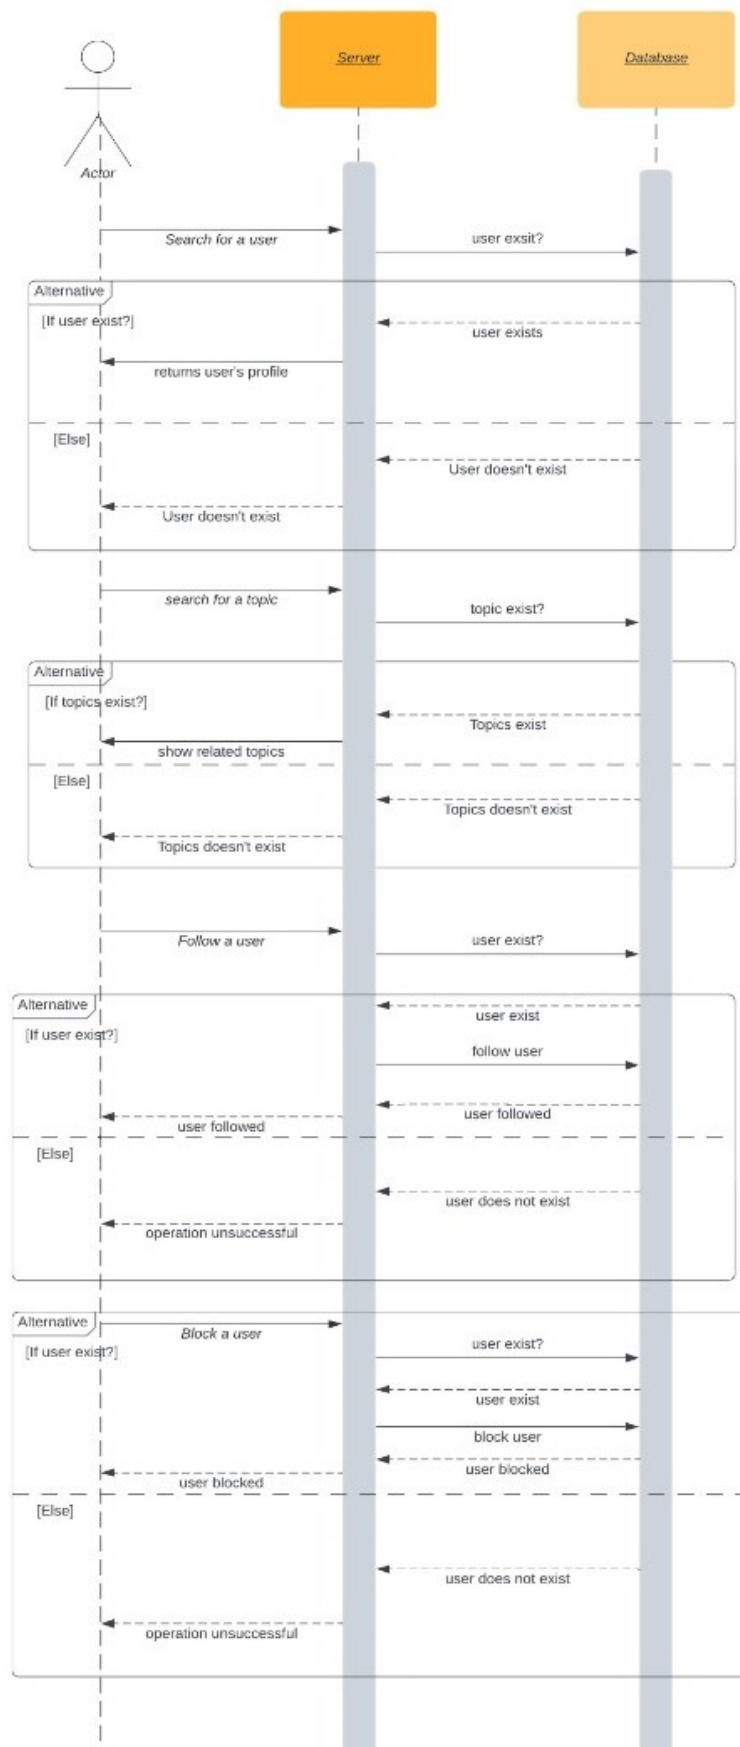 Server
Database
Actor
Search for a user
user exsit?
Alternative
[If user exist?]
user exists
returns user's profile
[Else]
User doesn't exist
User doesn't exist
search for a topic
topic exist?
Alternative
[If topics exist?]
Topics exist
show related topics
[Else]
Topics doesn't exist
Topics doesn't exist
Follow a user
user exist?
Alternative
user exist
[If user exist?]
follow user
user followed
user followed
[Else]
user does not exist
operation unsuccessful
Alternative
Block a user
user exist?
[If user exist?]
user exist
block user
user blocked
user blocked
[Else]
user does not exist
operation unsuccessful